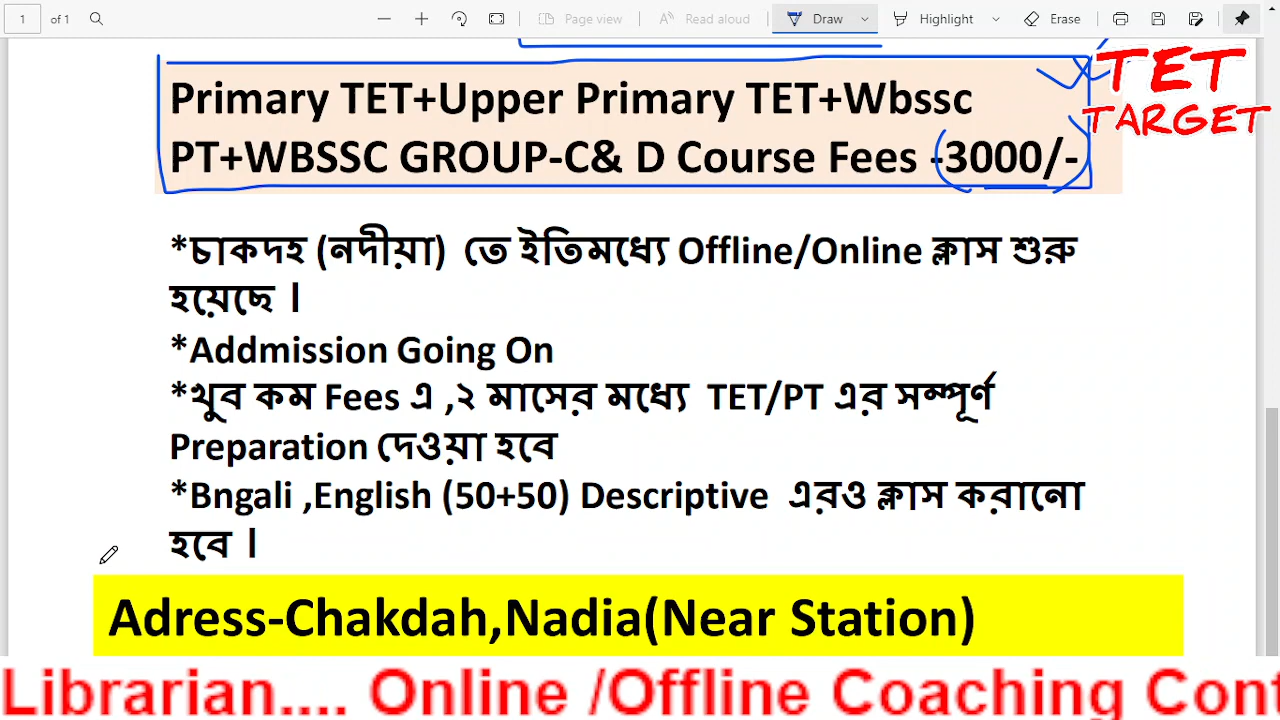 1 of 1 Page view Read aloud Draw Highlight Erase
TET
TARGET
Primary TET+Upper Primary TET+Wbssc
PT+WBSSC GROUP-C& D Course Fees -3000/-
*চাকদহ (নদীয়া) তে ইতিমধ্যে Offline/Online ক্লাস শুরু
হয়েছে ।
*Addmission Going On
*খুব কম Fees এ ,২ মাসের মধ্যে TET/PT এর সম্পূর্ণ
Preparation দেওয়া হবে
*Bngali ,English (50+50) Descriptive এরও ক্লাস করানো
হবে ।
Adress-Chakdah,Nadia(Near Station)
Librarian.... Online /Offline Coaching Cont